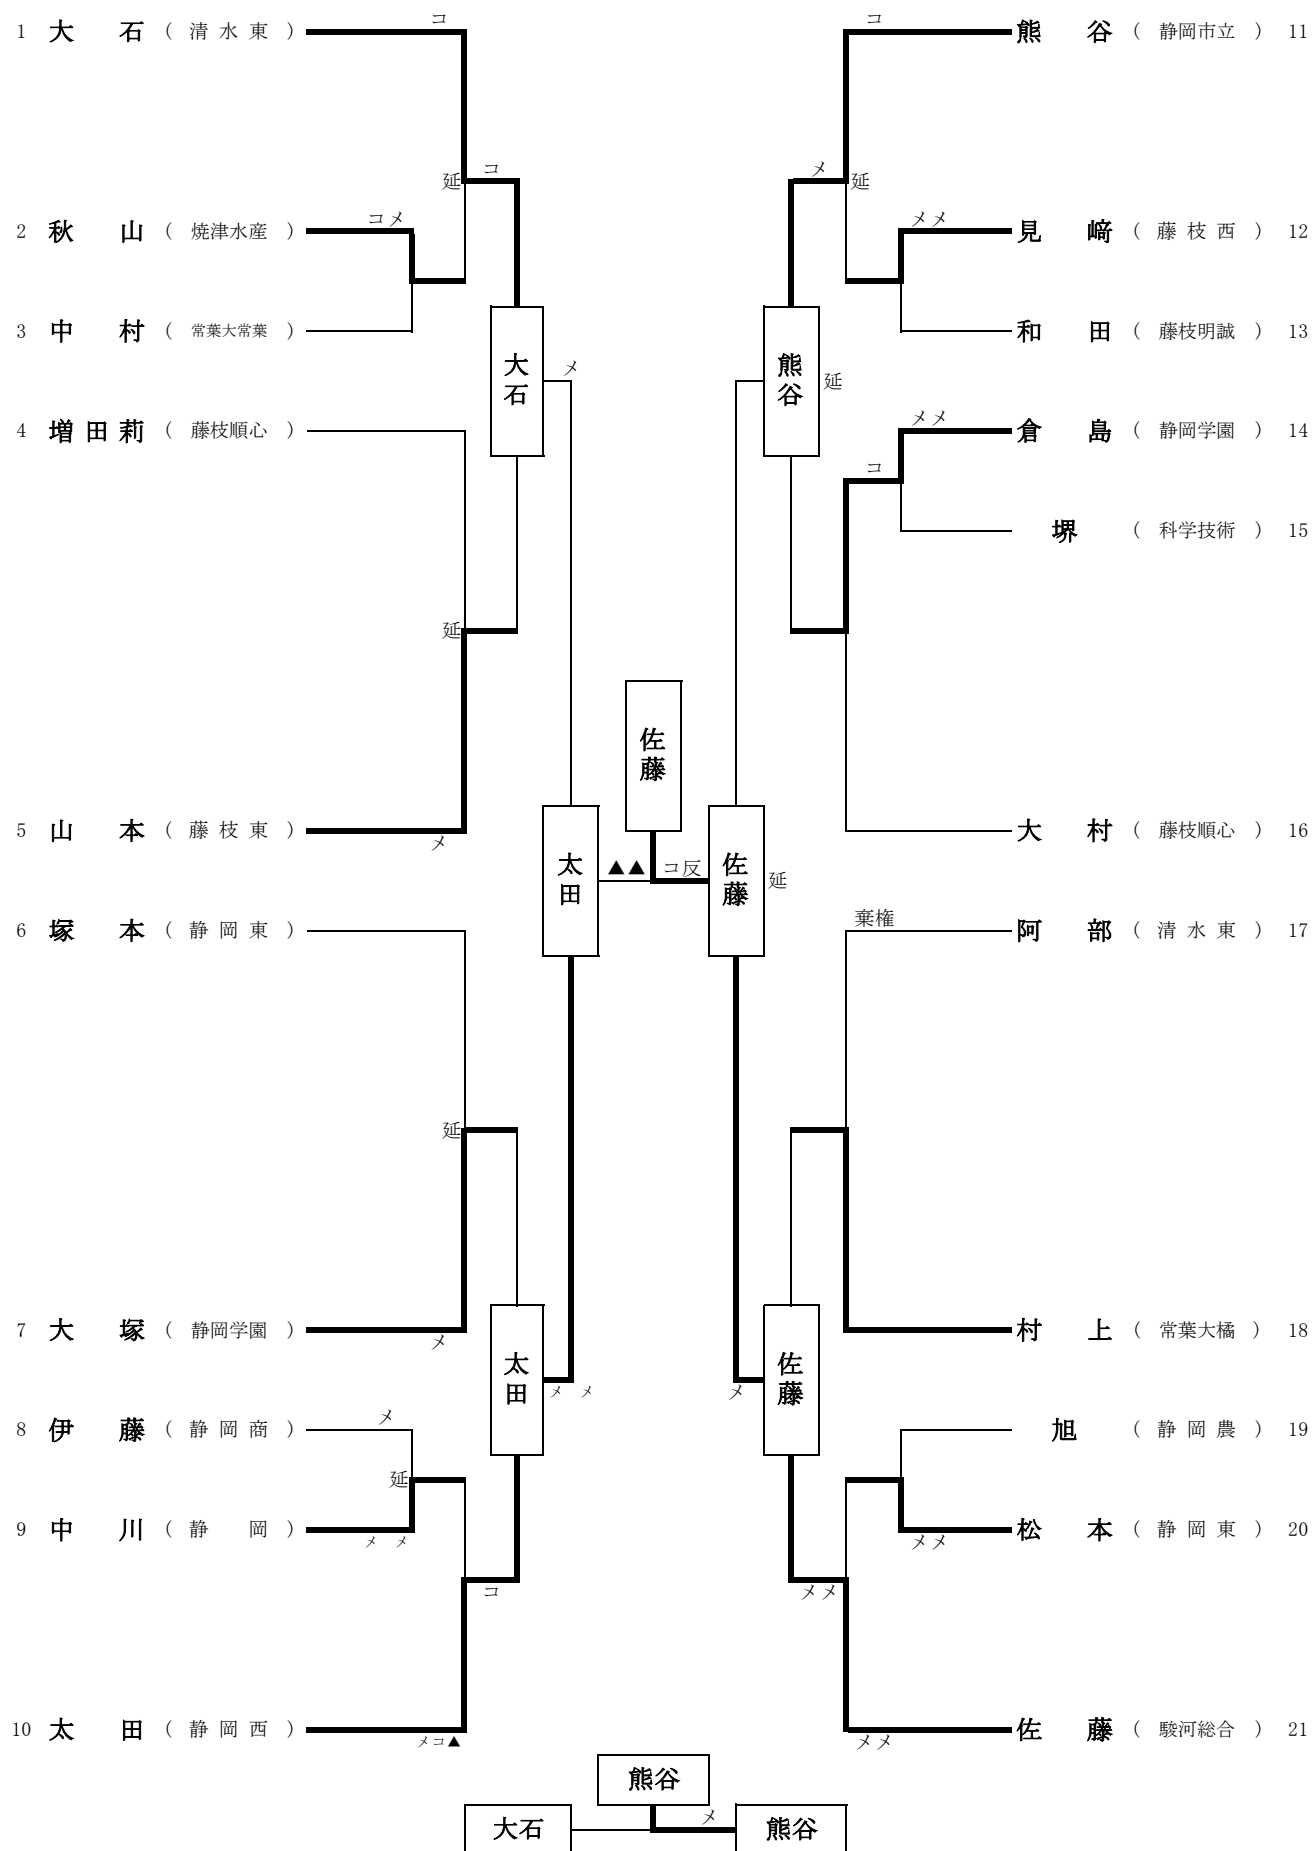 コ コ
1 大 石 ( 清 水 東 ) 熊 谷 ( 静岡市立 ) 11
延 コ メ 延
コメ メメ
2 秋 山 ( 焼津水産 ) 見 﨑 ( 藤 枝 西 ) 12
3 中 村 ( 常葉大常葉 ) 和 田 ( 藤枝明誠 ) 13
大石 メ 熊谷 延
メメ
4 増 田 莉 ( 藤枝順心 ) 倉 島 ( 静岡学園 ) 14
コ
堺 ( 科学技術 ) 15
延
佐藤
5 山 本 ( 藤 枝 東 ) 大 村 ( 藤枝順心 ) 16
メ
太田 ▲▲ コ反 佐藤 延
棄権
6 塚 本 ( 静 岡 東 ) 阿 部 ( 清 水 東 ) 17
延
7 大 塚 ( 静岡学園 ) 村 上 ( 常葉大橘 ) 18
メ
太田 メ メ メ 佐藤
メ
8 伊 藤 ( 静 岡 商 ) 旭 ( 静 岡 農 ) 19
延
9 中 川 ( 静 岡 ) 松 本 ( 静 岡 東 ) 20
メ メ メメ
コ メメ
10 太 田 ( 静 岡 西 ) 佐 藤 ( 駿河総合 ) 21
メコ▲ メメ
熊谷
大石 メ 熊谷